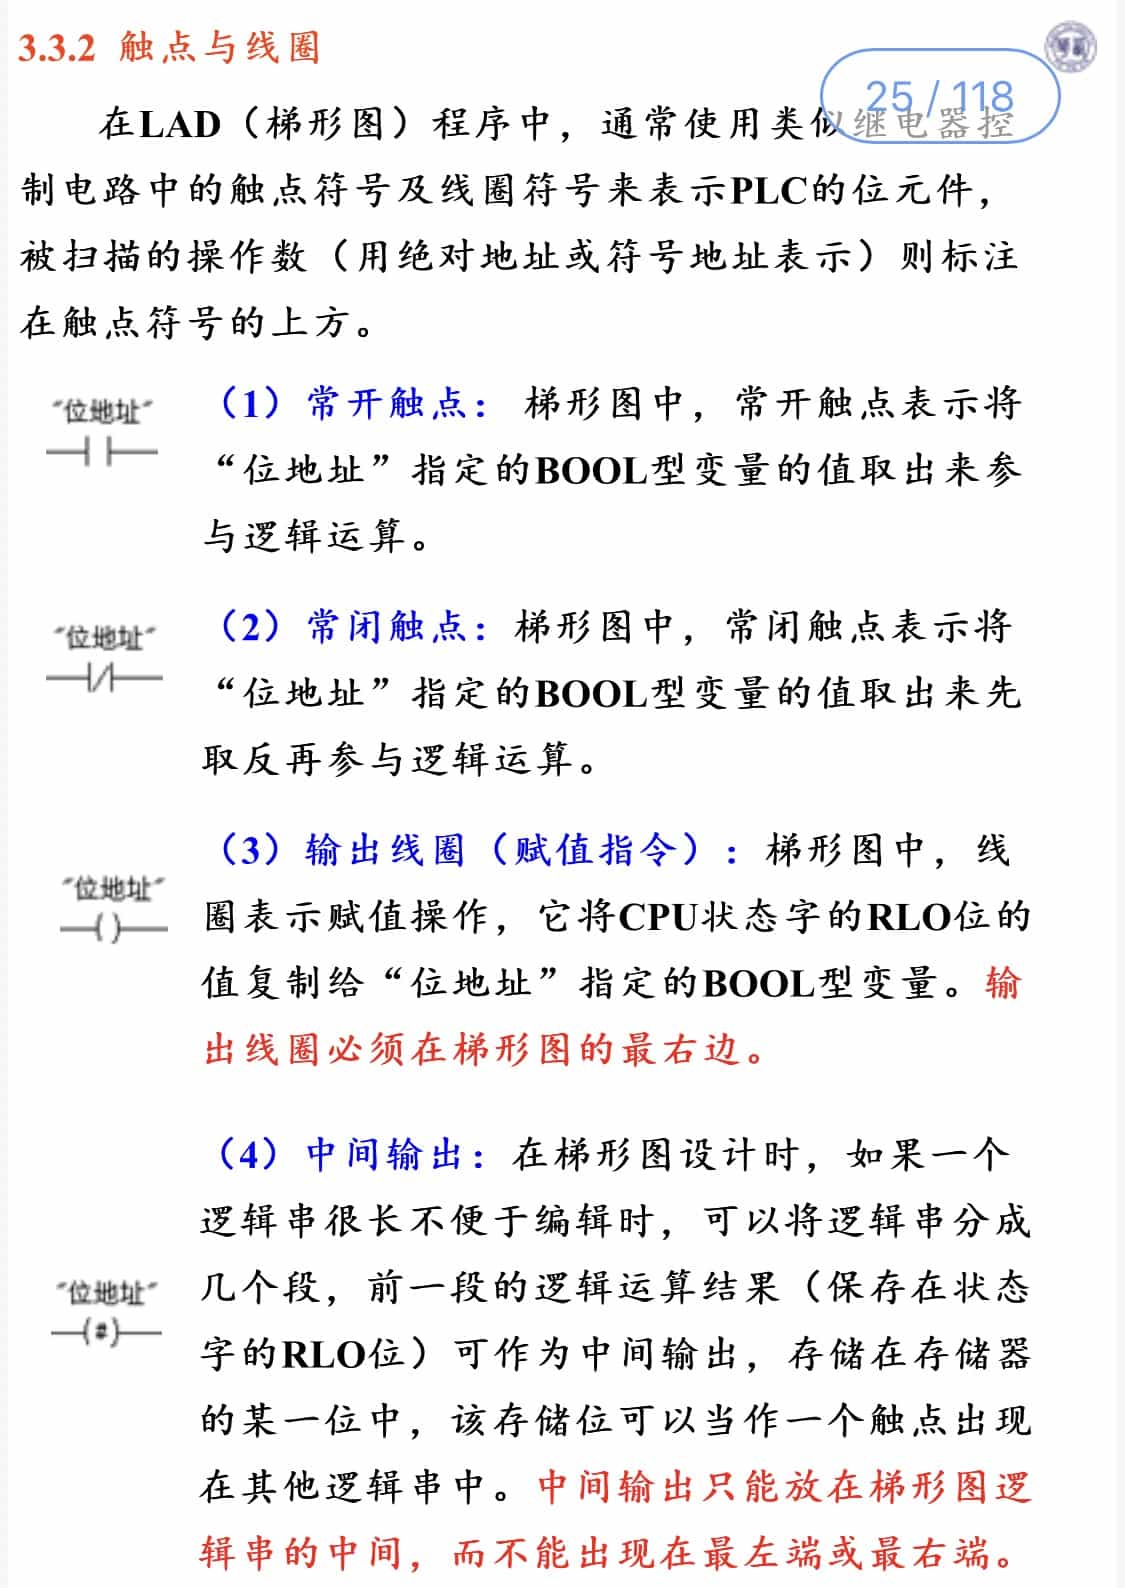 3.3.2 触点与线圈
25 / 118
在LAD（梯形图）程序中，通常使用类似继电器控
制电路中的触点符号及线圈符号来表示PLC的位元件，
被扫描的操作数（用绝对地址或符号地址表示）则标注
在触点符号的上方。
"位地址"
（1）常开触点： 梯形图中，常开触点表示将
“位地址”指定的BOOL型变量的值取出来参
与逻辑运算。
"位地址"
（2）常闭触点：梯形图中，常闭触点表示将
“位地址”指定的BOOL型变量的值取出来先
取反再参与逻辑运算。
"位地址"
( )
（3）输出线圈（赋值指令）：梯形图中，线
圈表示赋值操作，它将CPU状态字的RLO位的
值复制给“位地址”指定的BOOL型变量。输
出线圈必须在梯形图的最右边。
"位地址"
(#)
（4）中间输出：在梯形图设计时，如果一个
逻辑串很长不便于编辑时，可以将逻辑串分成
几个段，前一段的逻辑运算结果（保存在状态
字的RLO位）可作为中间输出，存储在存储器
的某一位中，该存储位可以当作一个触点出现
在其他逻辑串中。中间输出只能放在梯形图逻
辑串的中间，而不能出现在最左端或最右端。